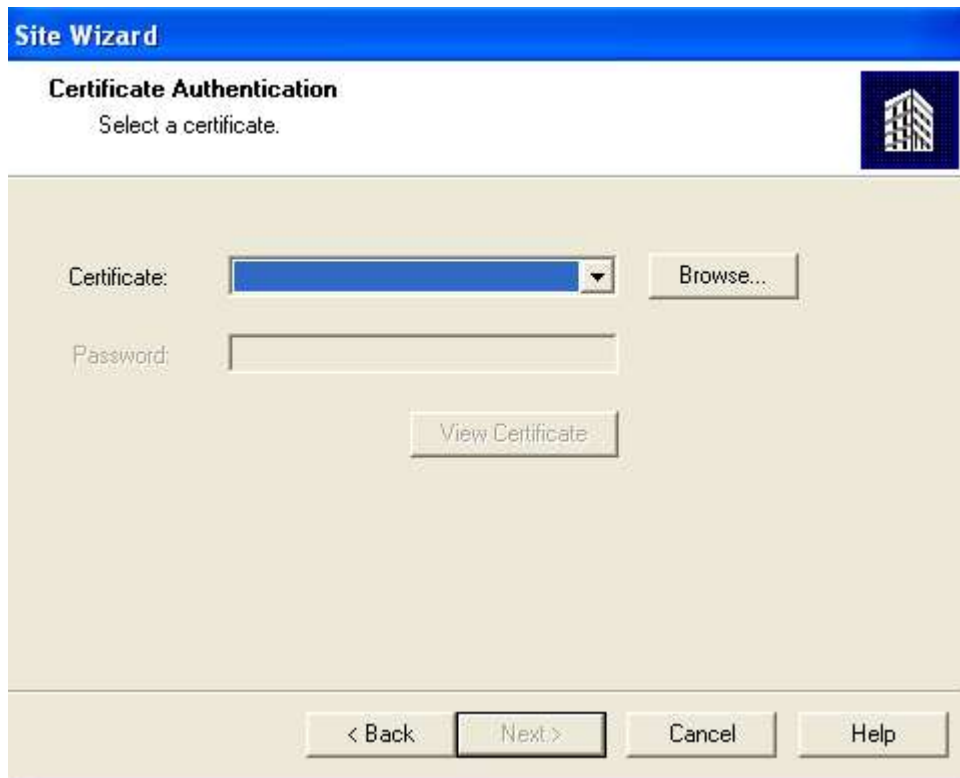 Site Wizard
Certificate Authentication
Select a certificate.
Certificate:
Browse...
Password:
View Certificate
< Back
Next >
Cancel
Help